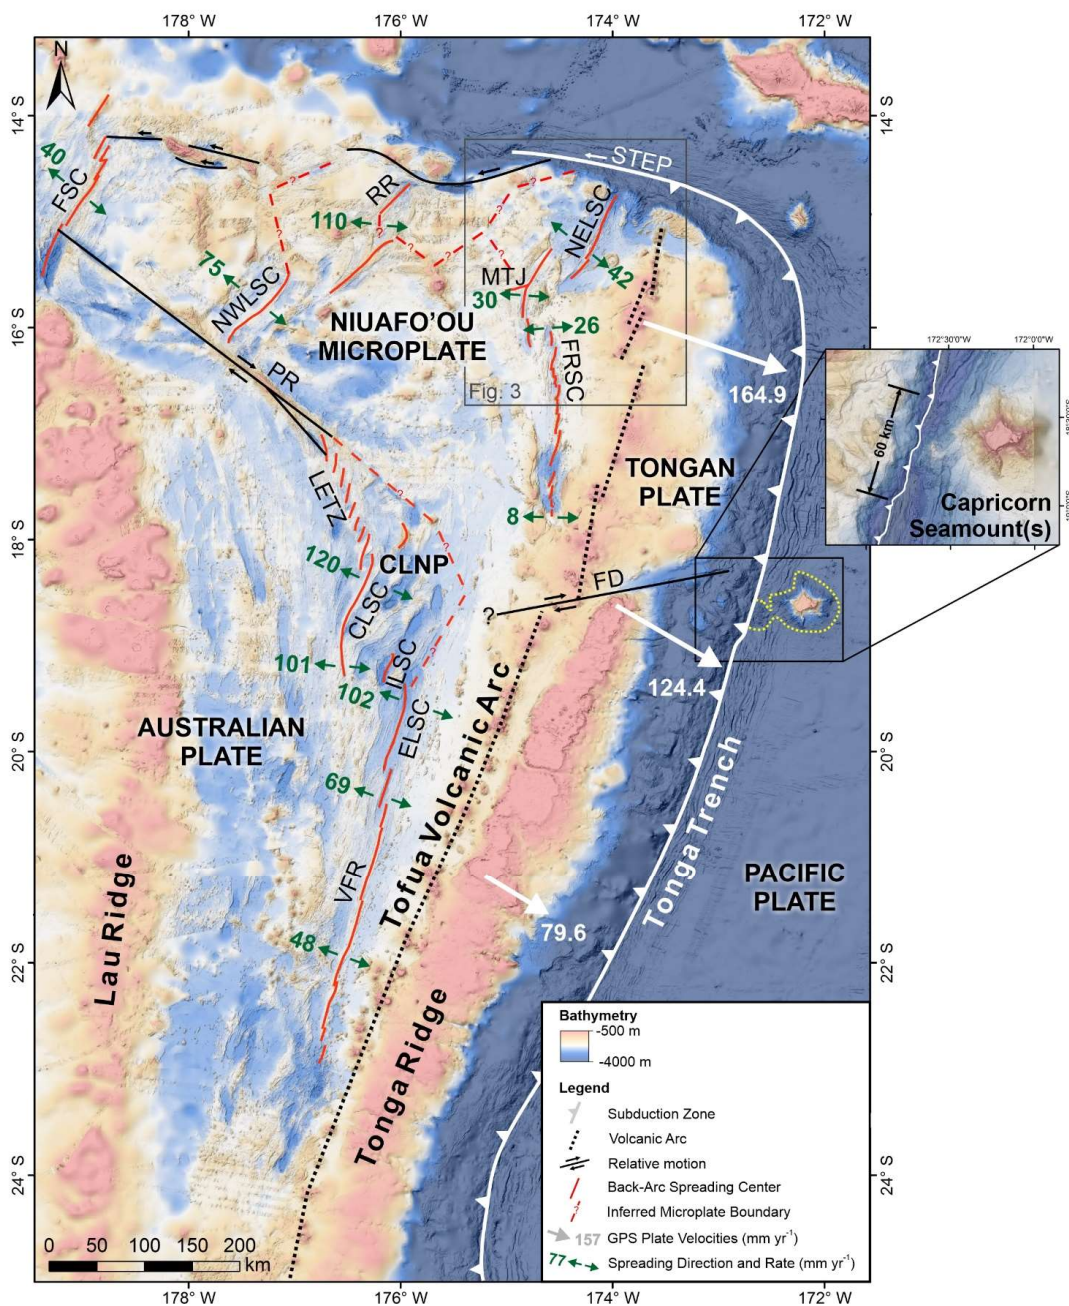 178° W
176° W
174° W
172° W
N
14°S
14°S
STEP
40
FSC
RR
110
NELSC
75
MTJ
42
30
NWLSC
26
16°S
16°S
NIUAFO'OU
MICROPLATE
FRSC
PR
Fig. 3
164.9
172°30'0"W
172°0'0"W
60 km
Capricorn
Seamount(s)
TONGAN
PLATE
LETZ
8
18°S
18°S
120
CLNP
FD
?
CLSC
101
ILSC
102
124.4
ELSC
AUSTRALIAN
PLATE
Tofua Volcanic Arc
20°S
20°S
69
Tonga Trench
VFR
PACIFIC
PLATE
Lau Ridge
48
79.6
22°S
22°S
Tonga Ridge
Bathymetry
-500 m
-4000 m
Legend
Subduction Zone
Volcanic Arc
Relative motion
Back-Arc Spreading Center
? Inferred Microplate Boundary
157 GPS Plate Velocities (mm yr⁻¹)
77 Spreading Direction and Rate (mm yr⁻¹)
24°S
24°S
0 50 100 150 200
km
178° W
176° W
174° W
172° W